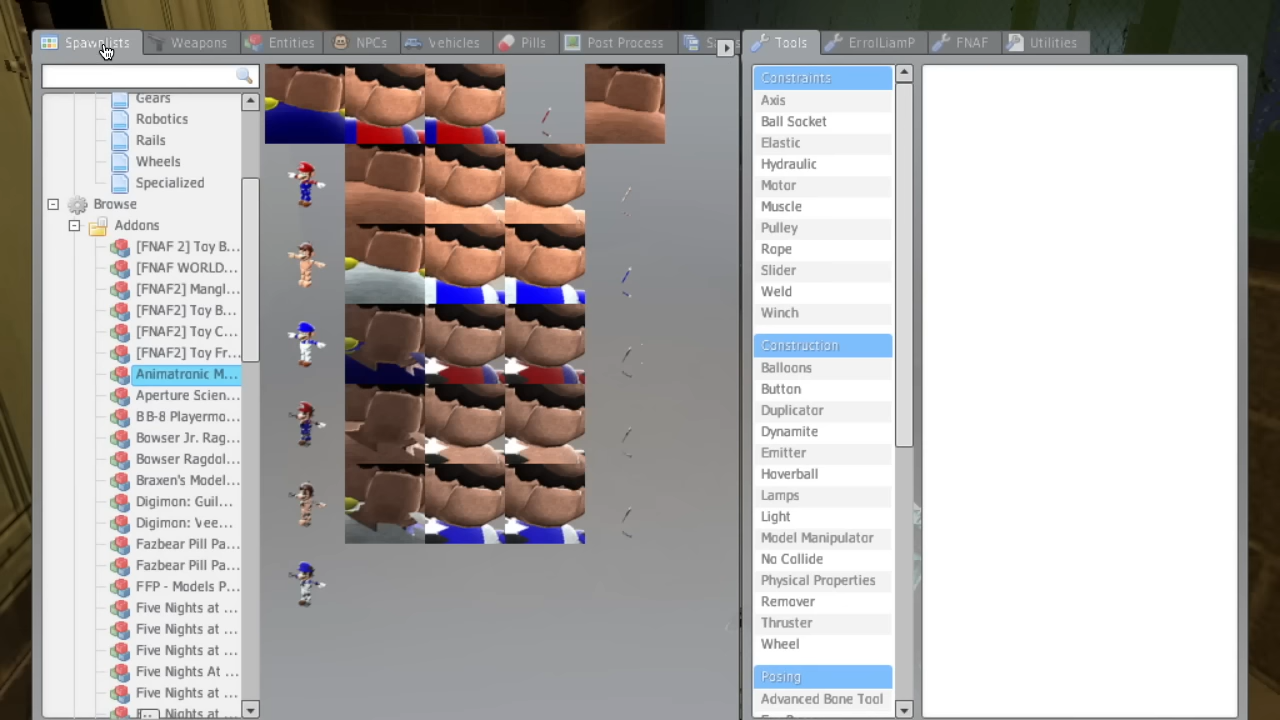 Spawnlists
Weapons
Entities
NPCs
Vehicles
Pills
Post Process
Tools
ErrolLiamP
FNAF
Utilities
Gears
Robotics
Rails
Wheels
Specialized
Browse
Addons
[FNAF 2] Toy B...
[FNAF WORLD...
[FNAF2] Mangl...
[FNAF2] Toy B...
[FNAF2] Toy C...
[FNAF2] Toy Fr...
Animatronic M...
Aperture Scien...
BB-8 Playermo...
Bowser Jr. Rag...
Bowser Ragdol...
Braxen's Model...
Digimon: Guil...
Digimon: Vee...
Fazbear Pill Pa...
Fazbear Pill Pa...
FFP - Models P...
Five Nights at ...
Five Nights at ...
Five Nights at ...
Five Nights At ...
Five Nights at ...
Nights at ...
Constraints
Axis
Ball Socket
Elastic
Hydraulic
Motor
Muscle
Pulley
Rope
Slider
Weld
Winch
Construction
Balloons
Button
Duplicator
Dynamite
Emitter
Hoverball
Lamps
Light
Model Manipulator
No Collide
Physical Properties
Remover
Thruster
Wheel
Posing
Advanced Bone Tool